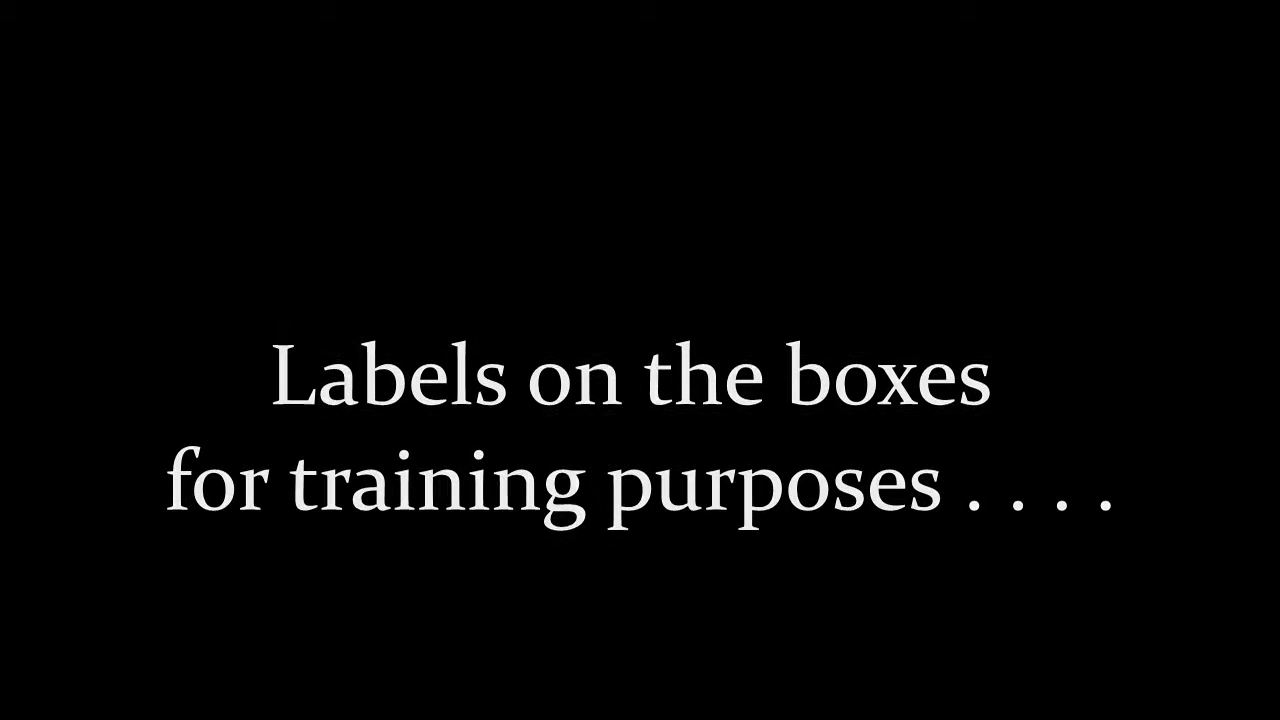 Labels on the boxes
for training purposes . . . .